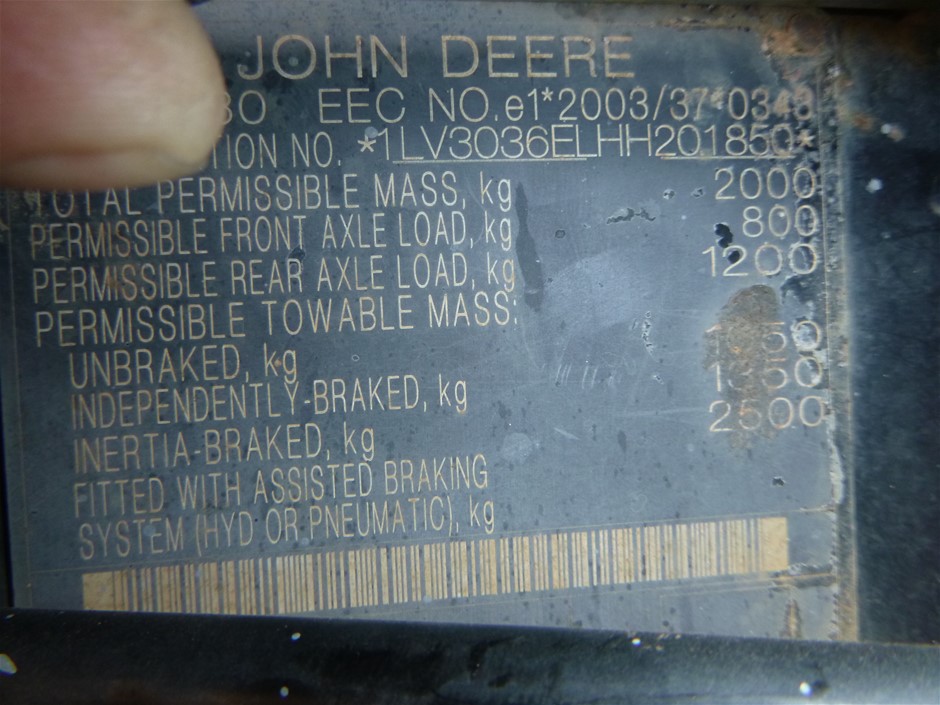 JOHN DEERE
EEC NO. e1*2003/37*0348
TION NO. *1LV3036ELHH201850*
TOTAL PERMISSIBLE MASS, kg 2000
PERMISSIBLE FRONT AXLE LOAD, kg 800
PERMISSIBLE REAR AXLE LOAD, kg 1200
PERMISSIBLE TOWABLE MASS:
UNBRAKED, kg
INDEPENDENTLY-BRAKED, kg
INERTIA-BRAKED, kg 2500
FITTED WITH ASSISTED BRAKING
SYSTEM (HYD OR PNEUMATIC), kg